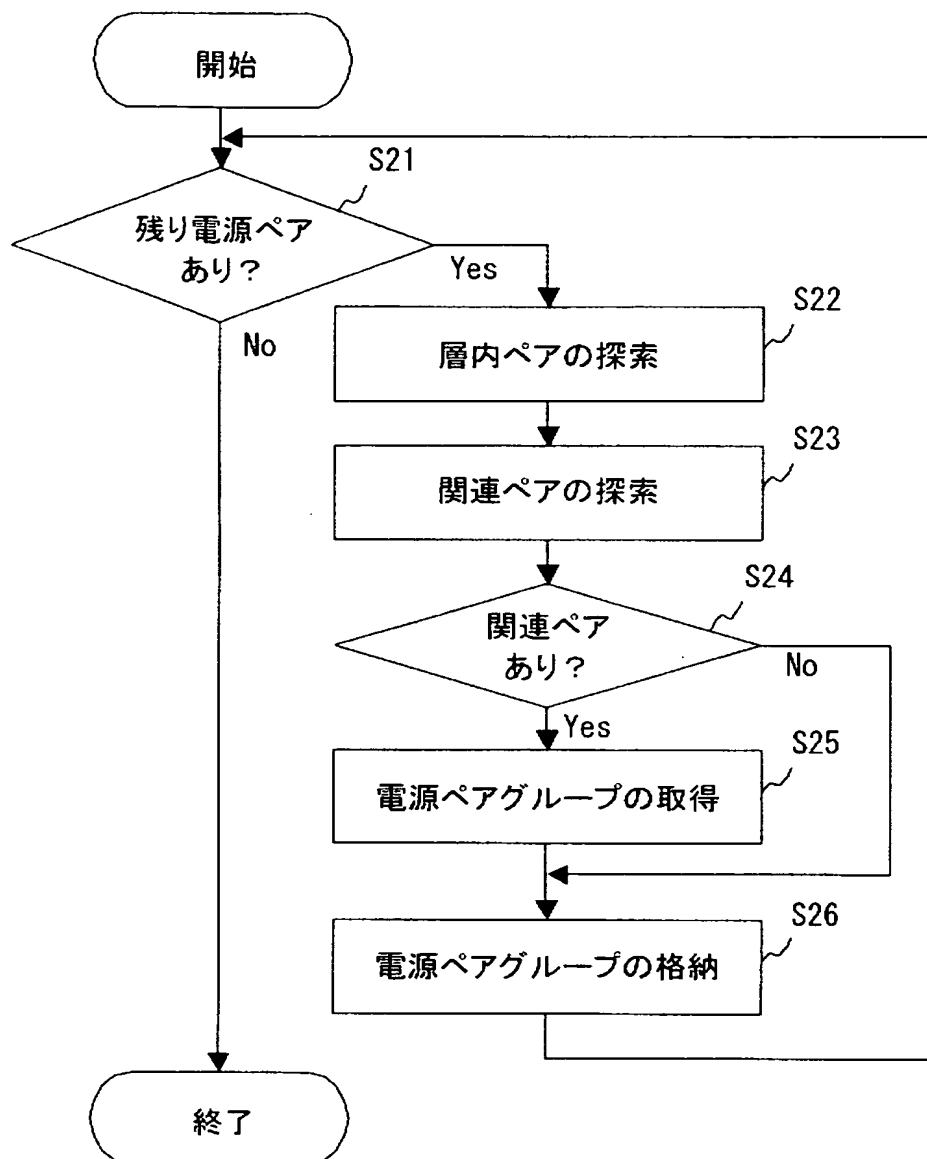 開始
S21
残り電源ペア
あり？
Yes
No
S22
層内ペアの探索
S23
関連ペアの探索
S24
関連ペア
あり？
No
Yes
S25
電源ペアグループの取得
S26
電源ペアグループの格納
終了